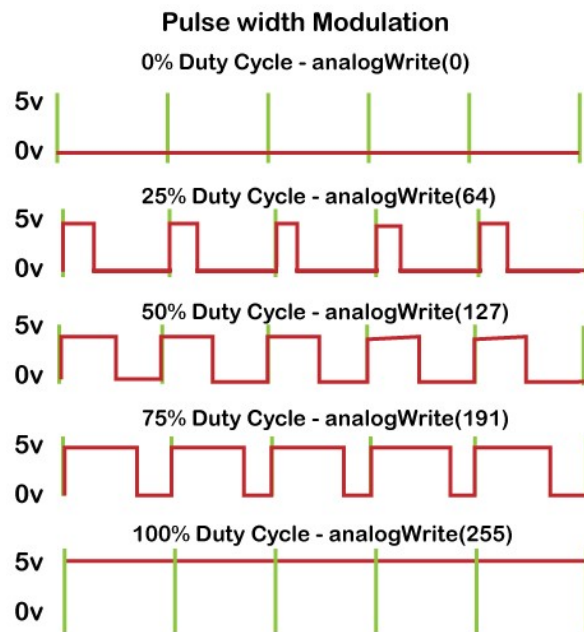 Pulse width Modulation
0% Duty Cycle - analogWrite(0)
5v
0v
25% Duty Cycle - analogWrite(64)
5v
0v
50% Duty Cycle - analogWrite(127)
5v
0v
75% Duty Cycle - analogWrite(191)
5v
0v
100% Duty Cycle - analogWrite(255)
5v
0v